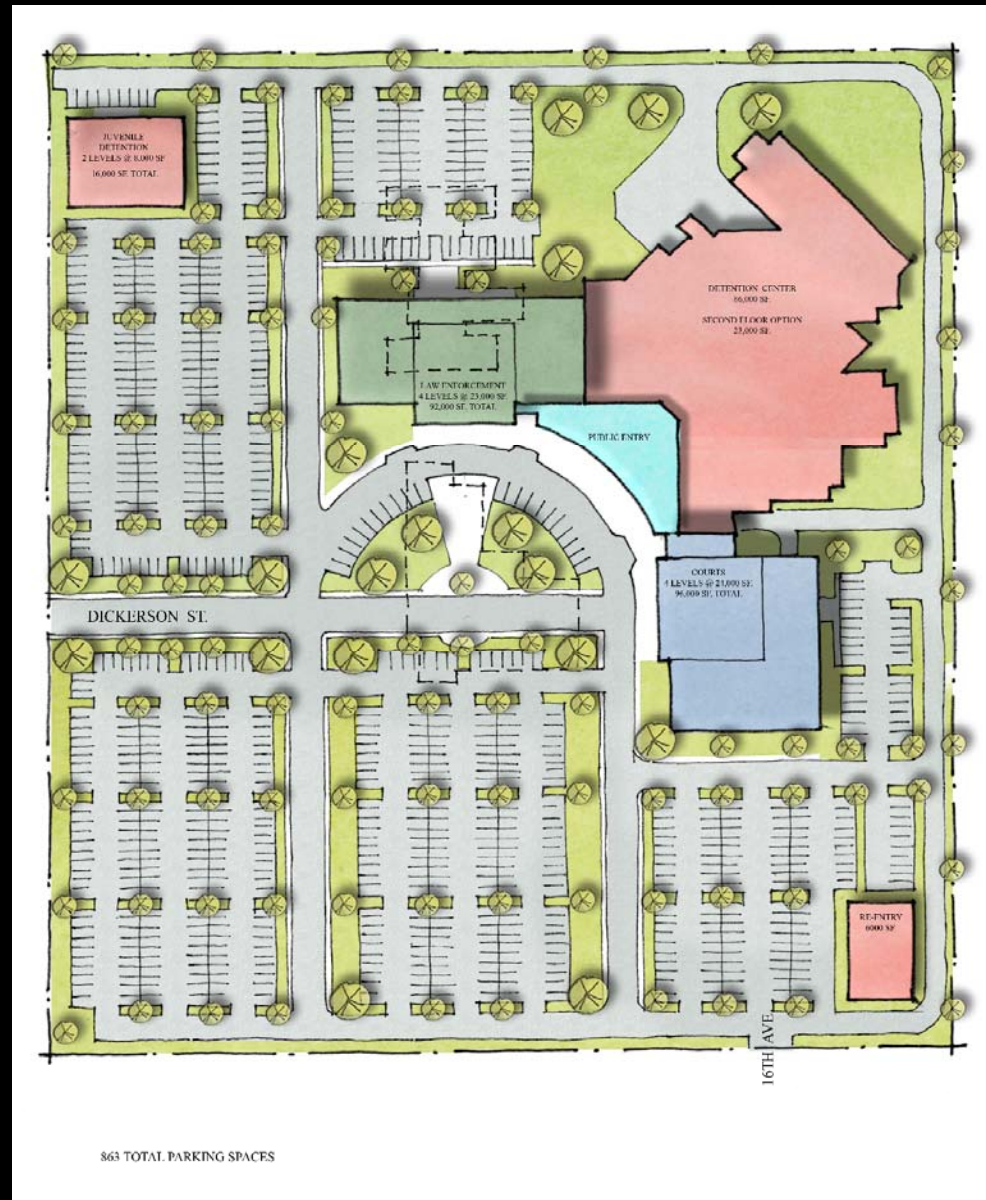 JUVENILE
DETENTION
2 LEVELS @ 8,000 SF
16,000 SF. TOTAL
DETENTION CENTER
66,000 SF.
SECOND FLOOR OPTION
23,000 SF.
LAW ENFORCEMENT
4 LEVELS @ 23,000 SF.
92,000 SF. TOTAL
PUBLIC ENTRY
COURTS
4 LEVELS @ 24,000 SF.
96,000 SF. TOTAL
DICKERSON ST.
RE-ENTRY
6000 SF
16TH AVE.
863 TOTAL PARKING SPACES